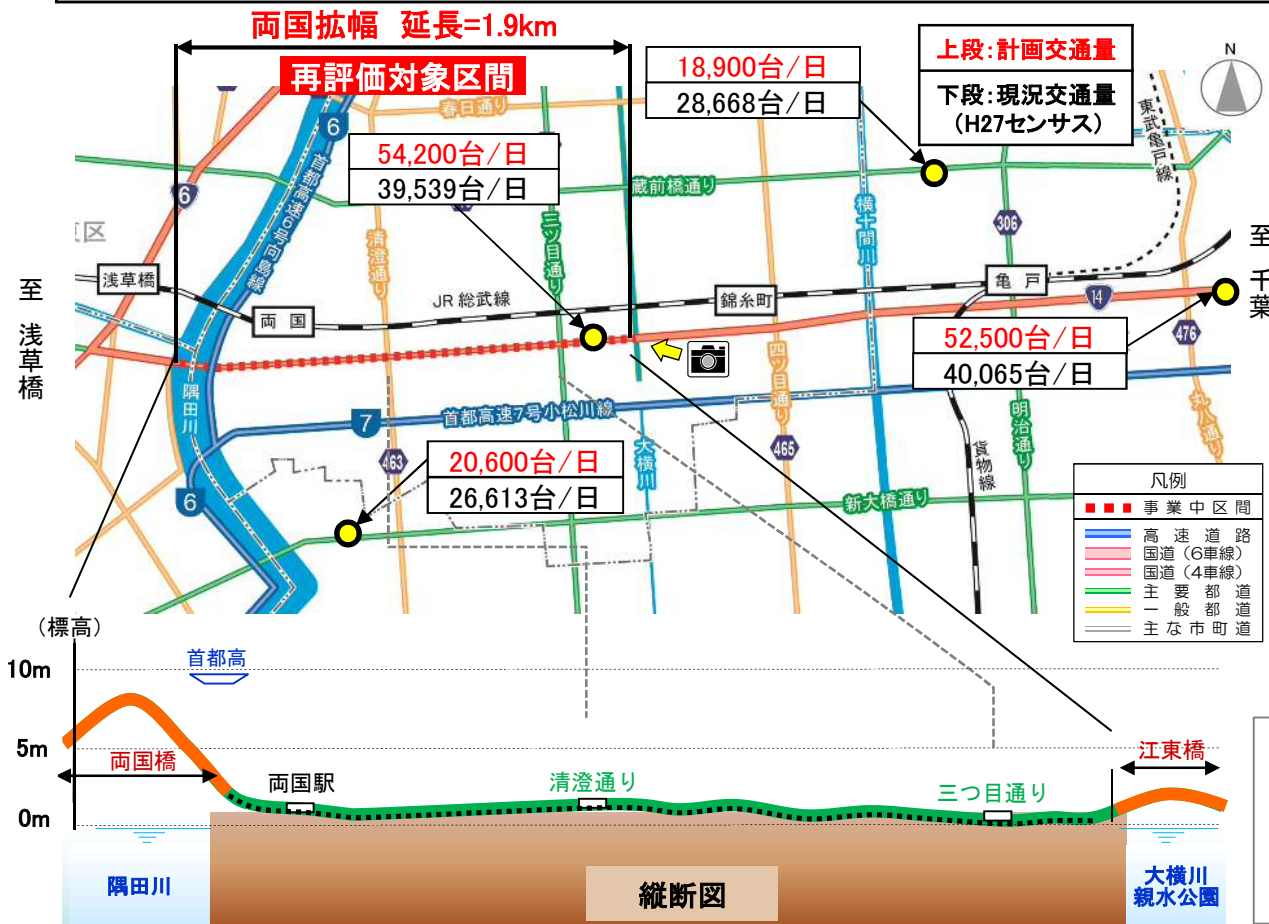 両国拡幅 延長=1.9km
再評価対象区間
上段:計画交通量
下段:現況交通量
(H27センサス)
N
18,900台/日
28,668台/日
54,200台/日
39,539台/日
52,500台/日
40,065台/日
20,600台/日
26,613台/日
至 浅草橋
至 千葉
春日通り
6
首都高速6号向島線
6
区
蔵前橋通り
清澄通り
三ツ目通り
横十間川
306
東武亀戸線
浅草橋
両国
JR 総武線
錦糸町
亀戸
14
476
隅田川
四ツ目通り
首都高速7号小松川線
7
大横川
明治通り
丸八通り
463
465
貨物線
6
新大橋通り
凡例
事業中区間
高速道路
国道(6車線)
国道(4車線)
主要都道
一般都道
主な市町道
(標高)
10m
首都高
5m
両国橋
両国駅
清澄通り
三つ目通り
江東橋
0m
隅田川
縦断図
大横川
親水公園